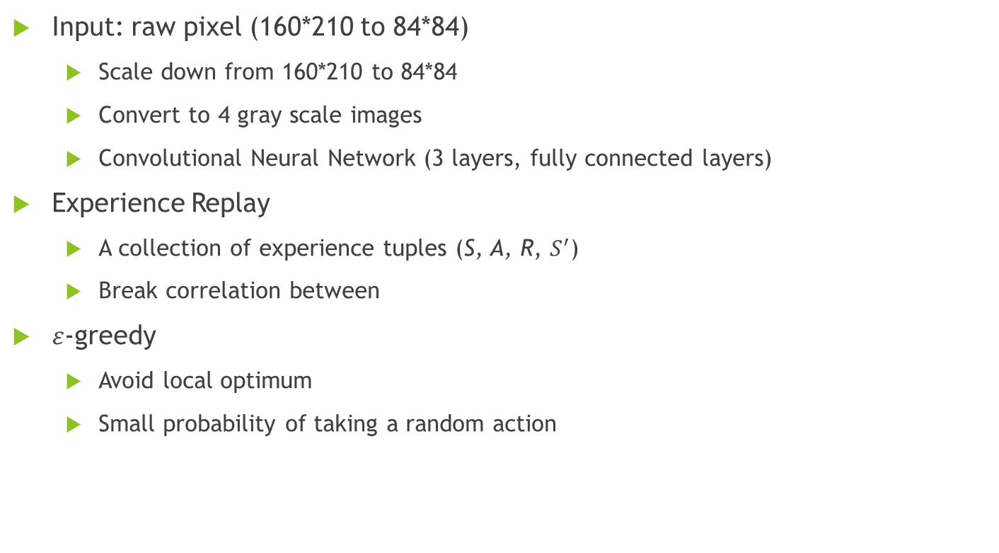 Input: raw pixel (160*210 to 84*84)
Scale down from 160*210 to 84*84
Convert to 4 gray scale images
Convolutional Neural Network (3 layers, fully connected layers)
Experience Replay
A collection of experience tuples (S, A, R, S′)
Break correlation between
ε-greedy
Avoid local optimum
Small probability of taking a random action